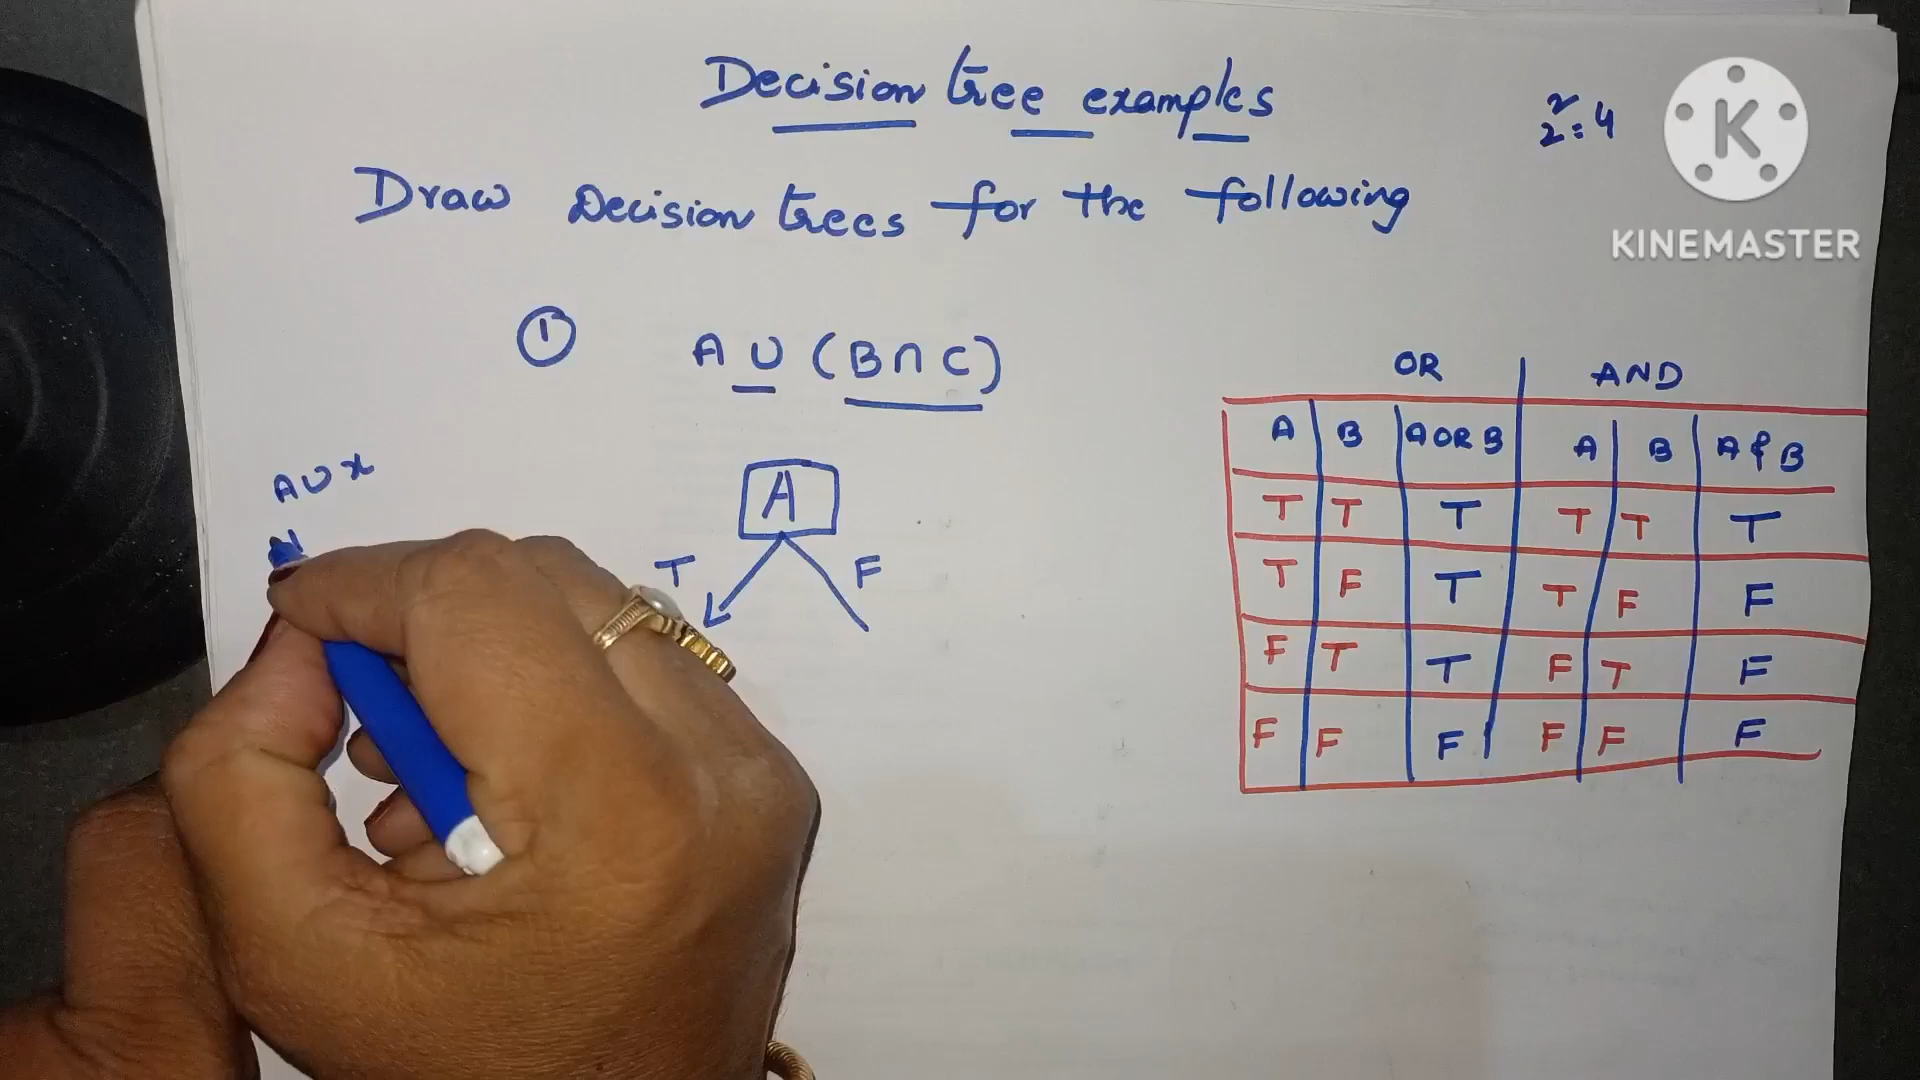 Decision tree examples
2² = 4
K
KINEMASTER
Draw Decision trees for the following
① A ∪ (B ∩ C)
OR AND
A B A OR B A B A & B
T T T T T T
T F T T F F
F T T F T F
F F F F F F
A ∪ x
A
T F